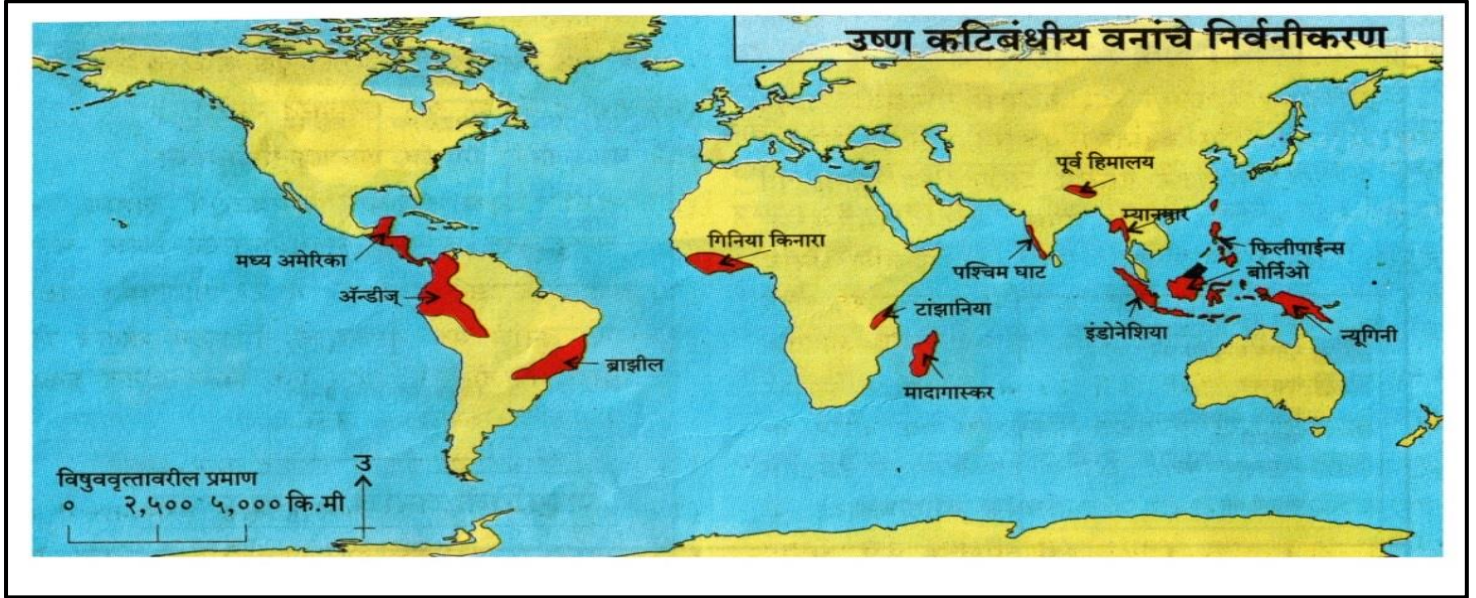 उष्ण कटिबंधीय वनांचे निर्वनीकरण
पूर्व हिमालय
म्यानमार
गिनिया किनारा
मध्य अमेरिका
फिलीपाईन्स
पश्चिम घाट
बोर्निओ
ॲन्डीज्
टांझानिया
इंडोनेशिया
न्यूगिनी
ब्राझील
मादागास्कर
उ
विषुववृत्तावरील प्रमाण
० २,५०० ५,००० कि.मी